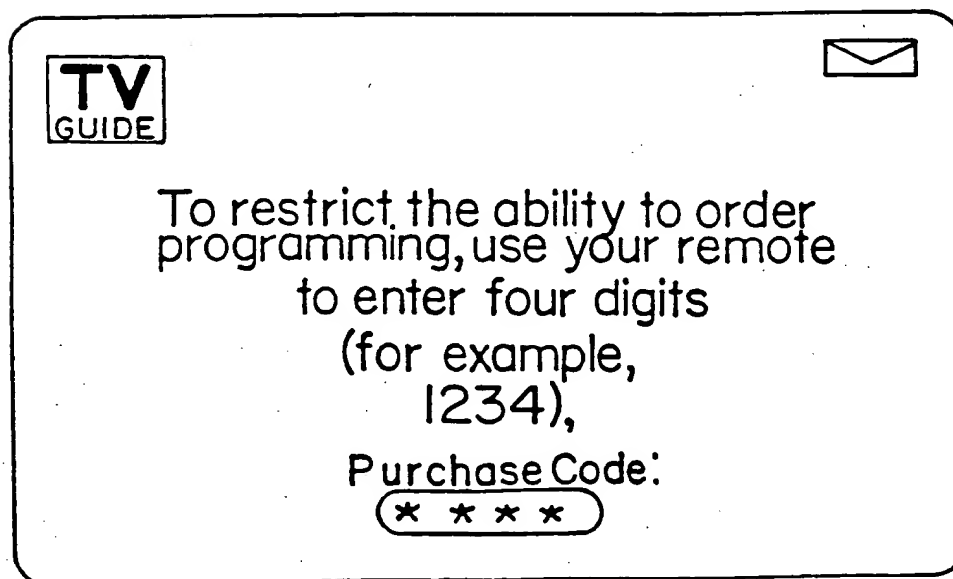 TV
GUIDE
To restrict the ability to order
programming, use your remote
to enter four digits
(for example,
1234),
Purchase Code:
* * * *